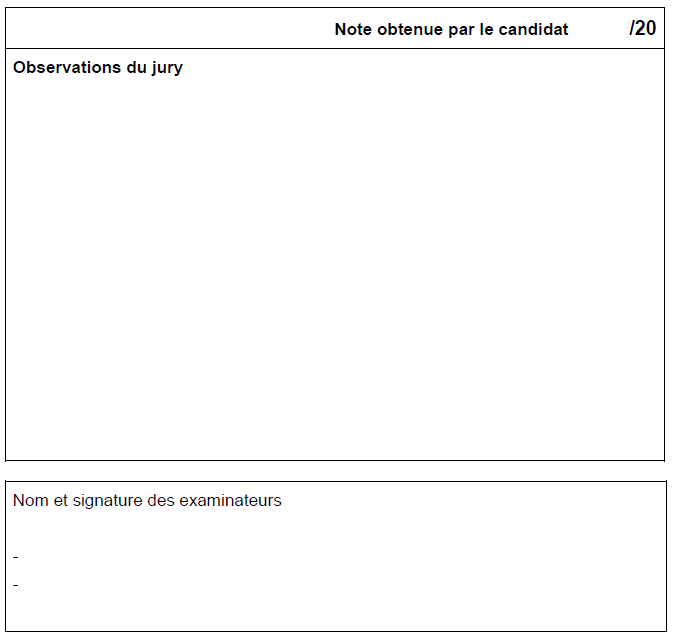 Note obtenue par le candidat /20
Observations du jury
Nom et signature des examinateurs
-
-